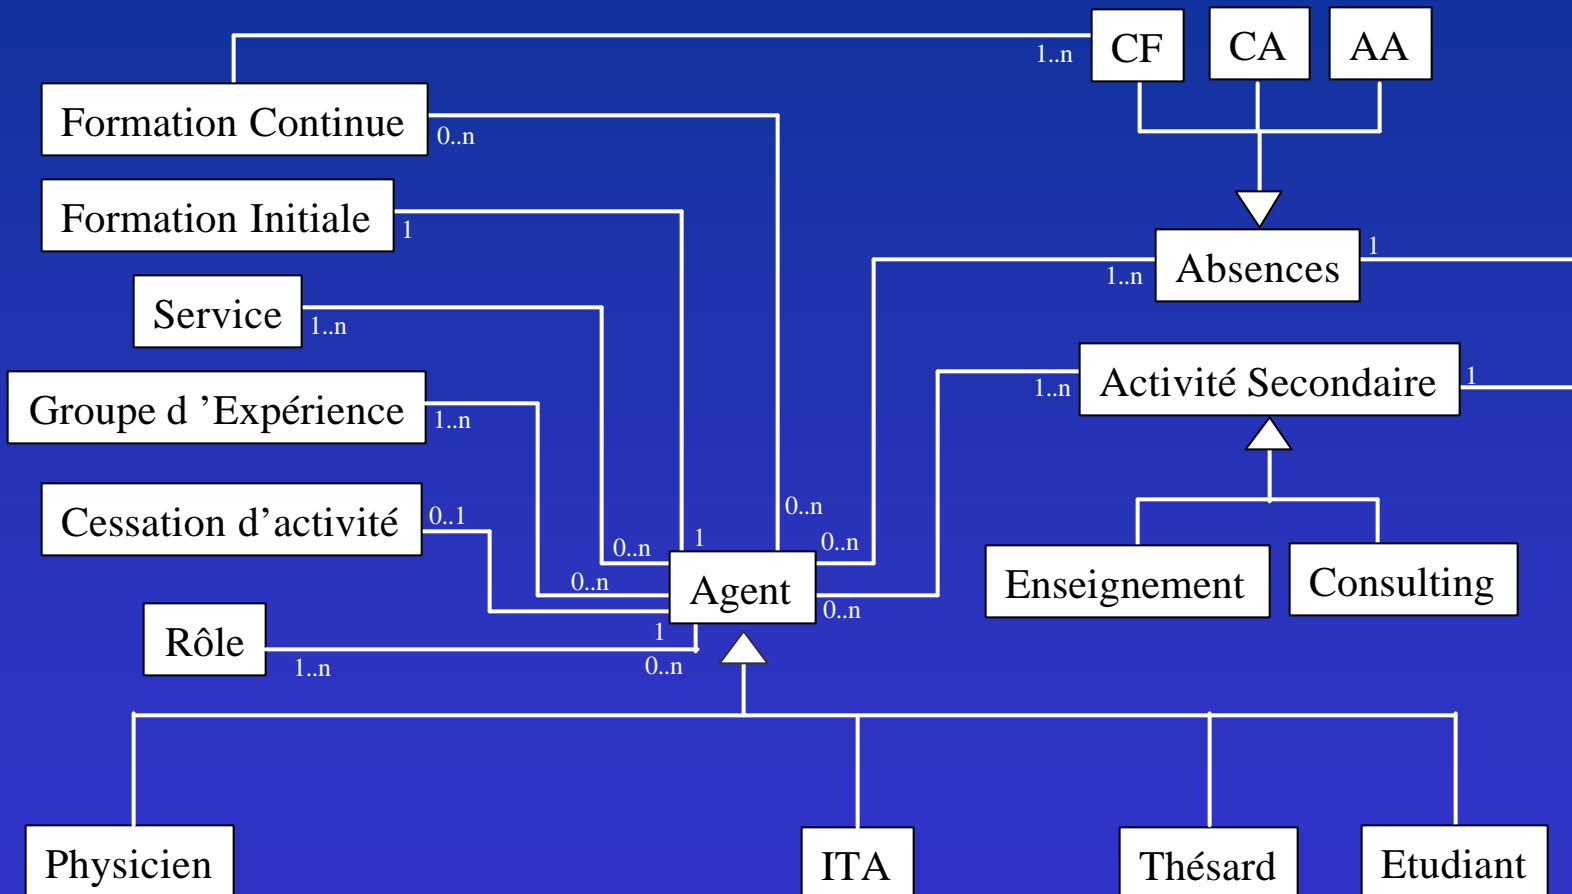 CF
CA
AA
1..n
Formation Continue
0..n
Formation Initiale
1
Absences
1..n
1
Service
1..n
Activité Secondaire
1..n
1
Groupe d ’Expérience
1..n
Cessation d’activité
0..1
0..n
1
0..n
0..n
0..n
Agent
0..n
Enseignement
Consulting
Rôle
1..n
1
0..n
Physicien
ITA
Thésard
Etudiant